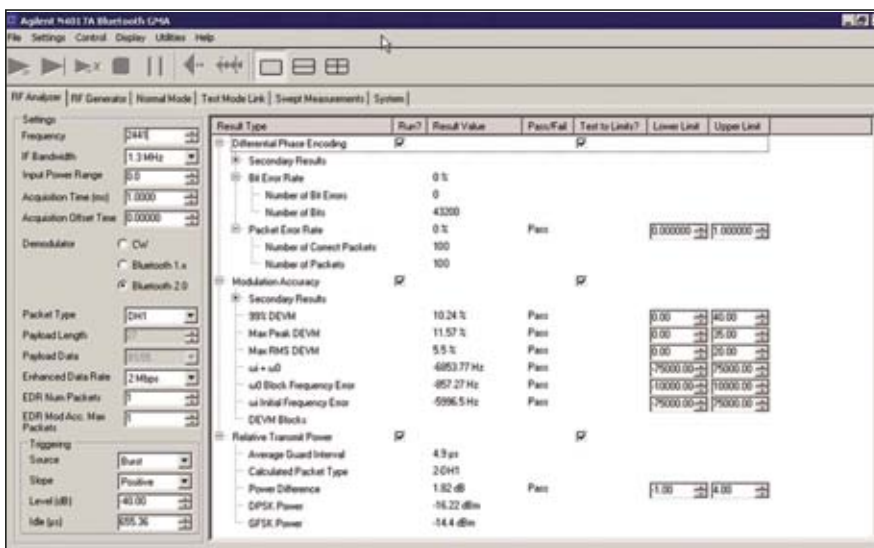 Agilent N4017A Bluetooth GMA
File Settings Control Display Utilities Help
RF Analyzer RF Generator Normal Mode Test Mode Link Swept Measurements System
Settings
Frequency 2441
IF Bandwidth 1.3 MHz
Input Power Range 0.0
Acquisition Time (ms) 1.0000
Acquisition Offset Time 0.00000
Demodulator CW
Bluetooth 1.x
Bluetooth 2.0
Packet Type DH1
Payload Length 27
Payload Data
Enhanced Data Rate 2 Mbps
EDR Num Packets 1
EDR Mod Acc. Max Packets 1
Triggering
Source Burst
Slope Positive
Level (dB) -40.00
Idle (µs) 655.36
Result Type Run? Result Value Pass/Fail Test to Limits? Lower Limit Upper Limit
Differential Phase Encoding
Secondary Results
Bit Error Rate 0 %
Number of Bit Errors 0
Number of Bits 43200
Packet Error Rate 0 % Pass 0.000000 1.000000
Number of Correct Packets 100
Number of Packets 100
Modulation Accuracy
Secondary Results
99% DEVM 10.24 % Pass 0.00 40.00
Max Peak DEVM 11.57 % Pass 0.00 35.00
Max RMS DEVM 5.5 % Pass 0.00 20.00
ωi + ω0 -6853.77 Hz Pass -75000.00 75000.00
ω0 Block Frequency Error -857.27 Hz Pass -10000.00 10000.00
ωi Initial Frequency Error -5996.5 Hz Pass -75000.00 75000.00
DEVM Blocks
Relative Transmit Power
Average Guard Interval 4.9 µs
Calculated Packet Type 2-DH1
Power Difference 1.82 dB Pass -1.00 4.00
DPSK Power -16.22 dBm
GFSK Power -14.4 dBm